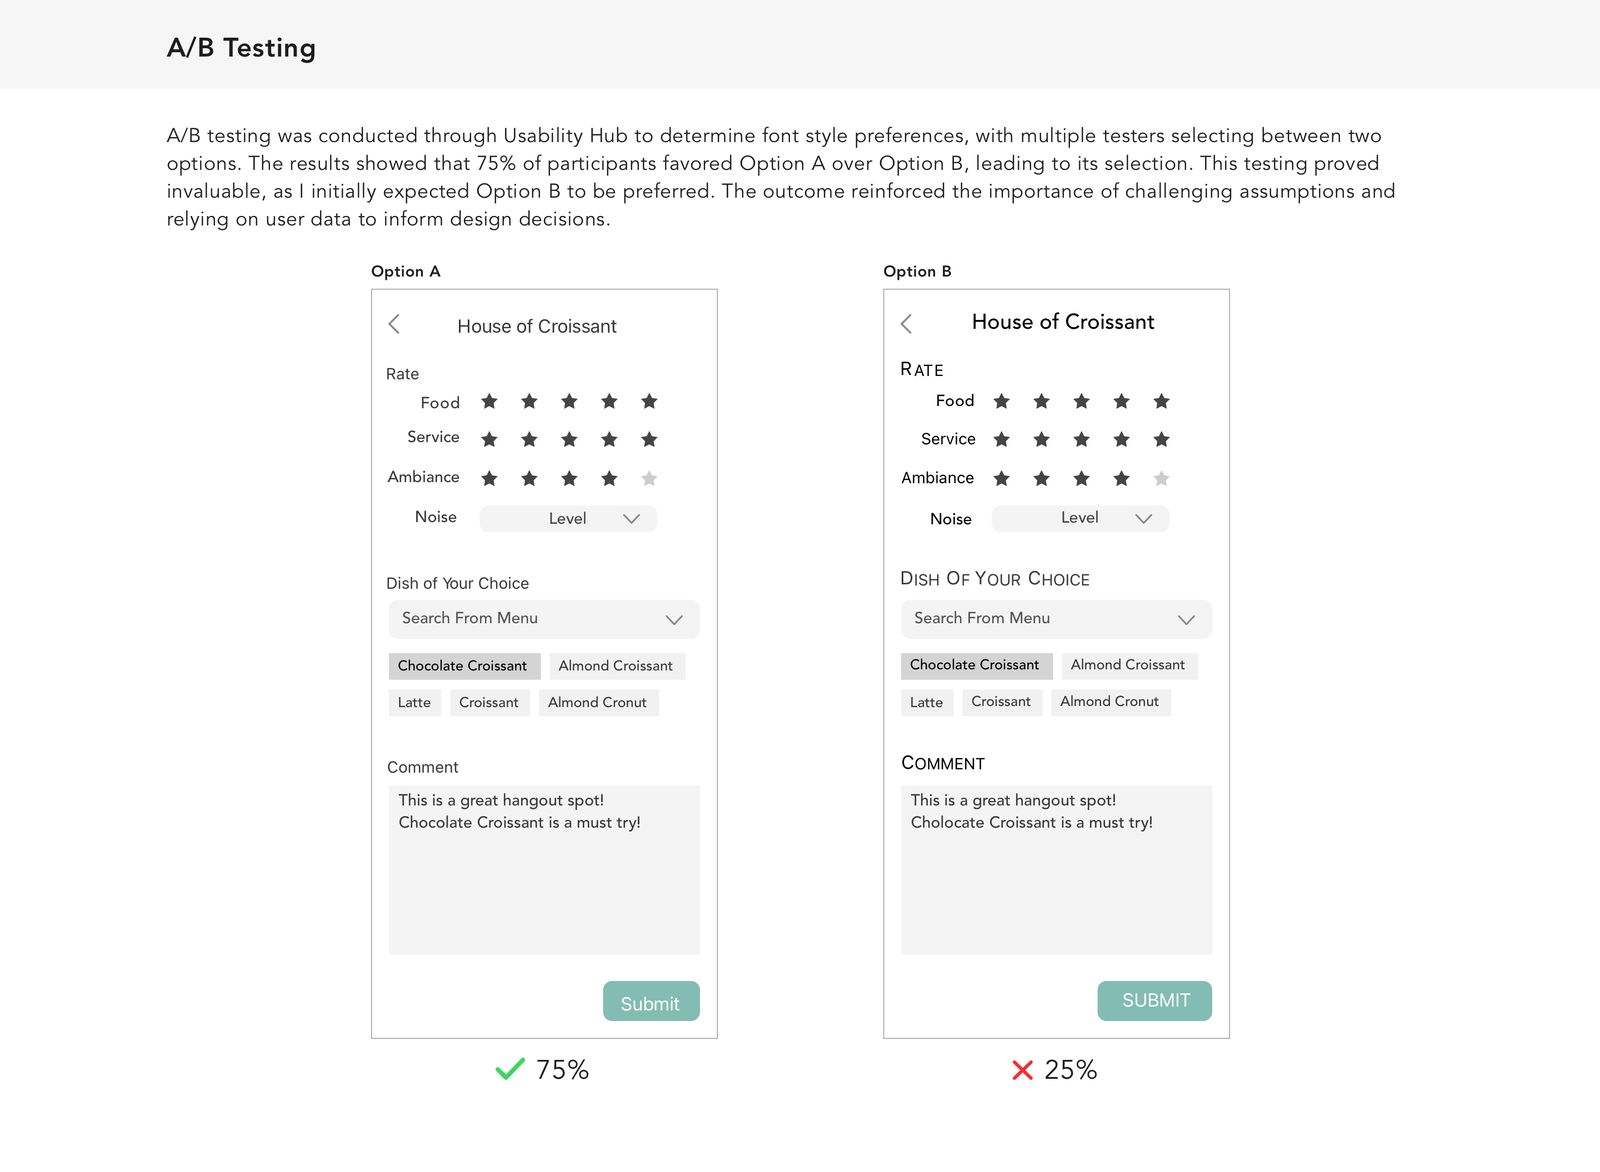 A/B Testing
A/B testing was conducted through Usability Hub to determine font style preferences, with multiple testers selecting between two
options. The results showed that 75% of participants favored Option A over Option B, leading to its selection. This testing proved
invaluable, as I initially expected Option B to be preferred. The outcome reinforced the importance of challenging assumptions and
relying on user data to inform design decisions.
Option A
House of Croissant
Rate
Food
Service
Ambiance
Noise
Level
Dish of Your Choice
Search From Menu
Chocolate Croissant
Almond Croissant
Latte
Croissant
Almond Cronut
Comment
This is a great hangout spot!
Chocolate Croissant is a must try!
Submit
75%
Option B
House of Croissant
RATE
Food
Service
Ambiance
Noise
Level
DISH OF YOUR CHOICE
Search From Menu
Chocolate Croissant
Almond Croissant
Latte
Croissant
Almond Cronut
COMMENT
This is a great hangout spot!
Cholocate Croissant is a must try!
SUBMIT
25%